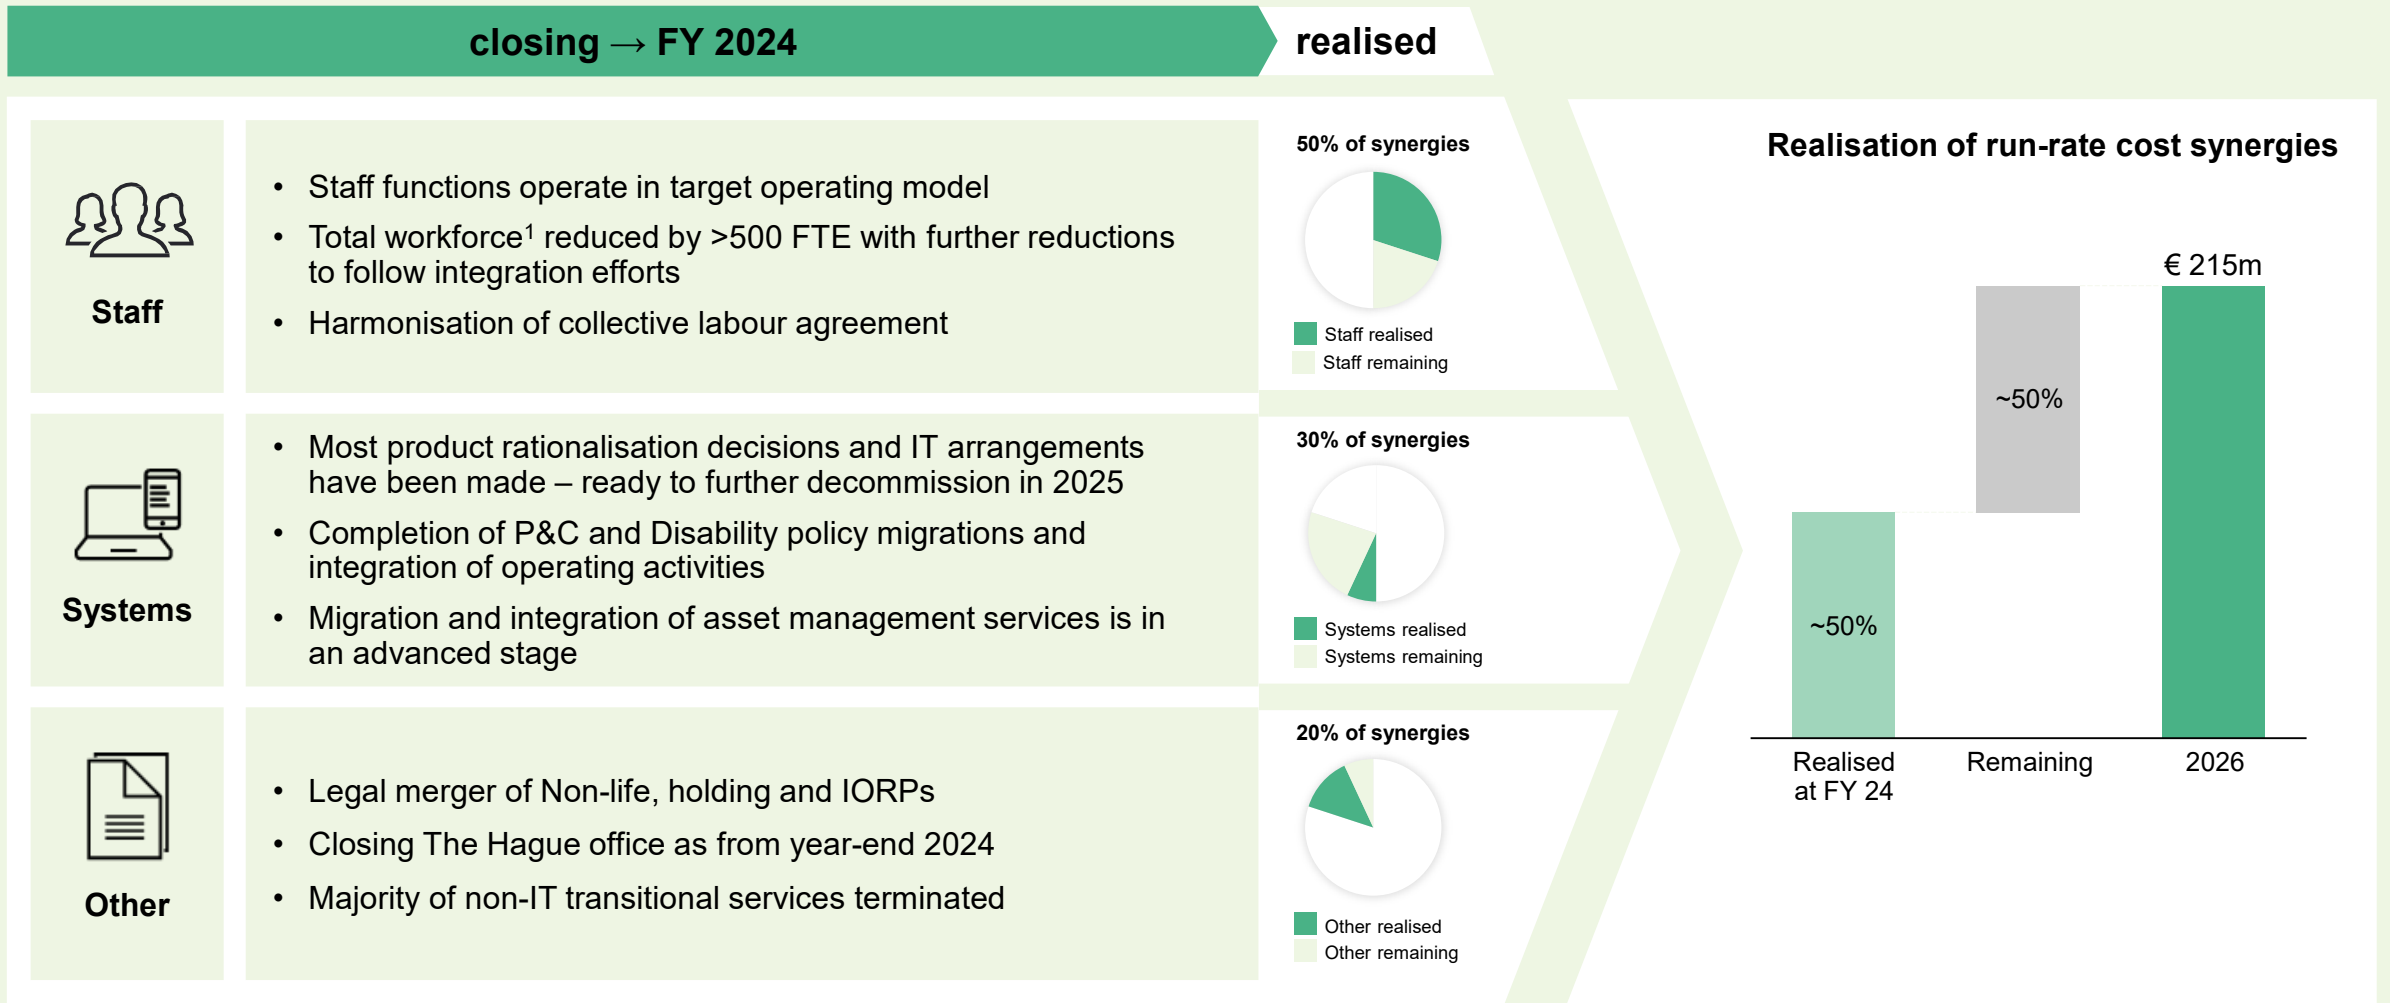 closing → FY 2024
realised
Staff
• Staff functions operate in target operating model
• Total workforce¹ reduced by >500 FTE with further reductions
to follow integration efforts
• Harmonisation of collective labour agreement
50% of synergies
Staff realised
Staff remaining
Systems
• Most product rationalisation decisions and IT arrangements
have been made – ready to further decommission in 2025
• Completion of P&C and Disability policy migrations and
integration of operating activities
• Migration and integration of asset management services is in
an advanced stage
30% of synergies
Systems realised
Systems remaining
Other
• Legal merger of Non-life, holding and IORPs
• Closing The Hague office as from year-end 2024
• Majority of non-IT transitional services terminated
20% of synergies
Other realised
Other remaining
Realisation of run-rate cost synergies
€ 215m
~50%
~50%
Realised
at FY 24
Remaining
2026